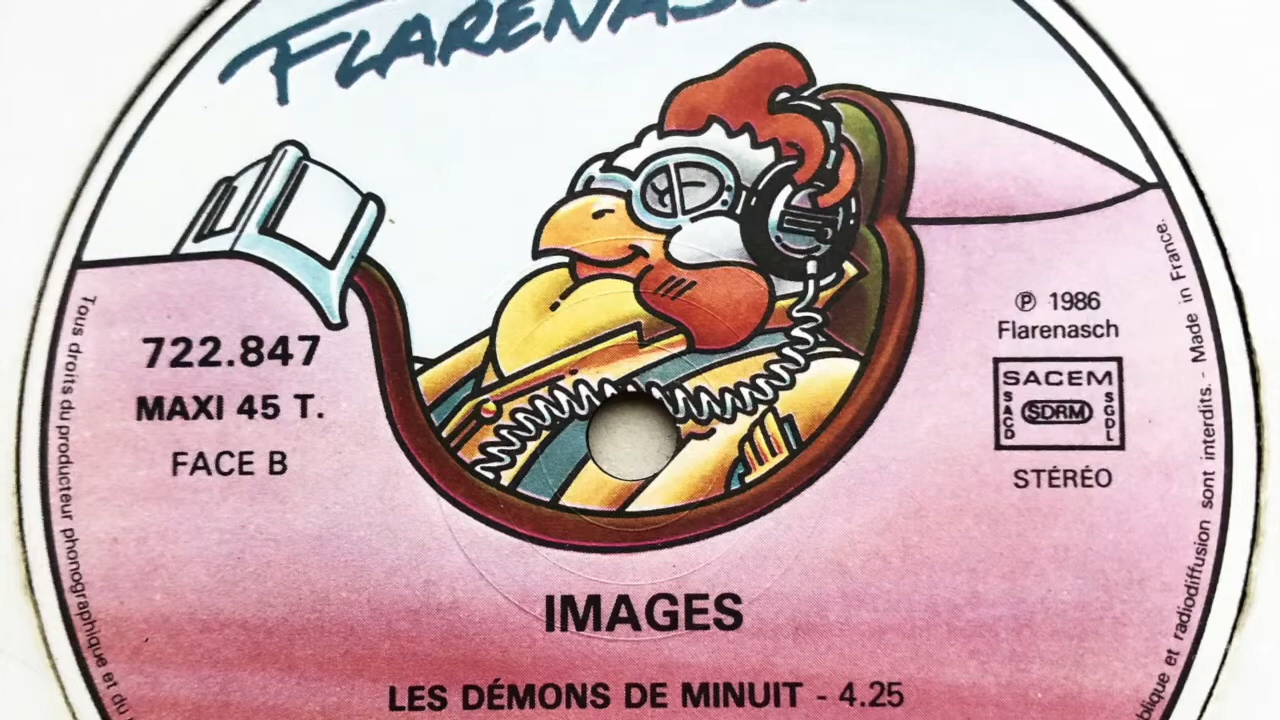 FLARENASCH
722.847
MAXI 45 T.
FACE B
℗ 1986
Flarenasch
SACEM
SACD
SDRM
SGDL
STÉRÉO
IMAGES
LES DÉMONS DE MINUIT - 4.25
Tous droits du producteur phonographique et du
blique et radiodiffusion sont interdits. - Made in France.